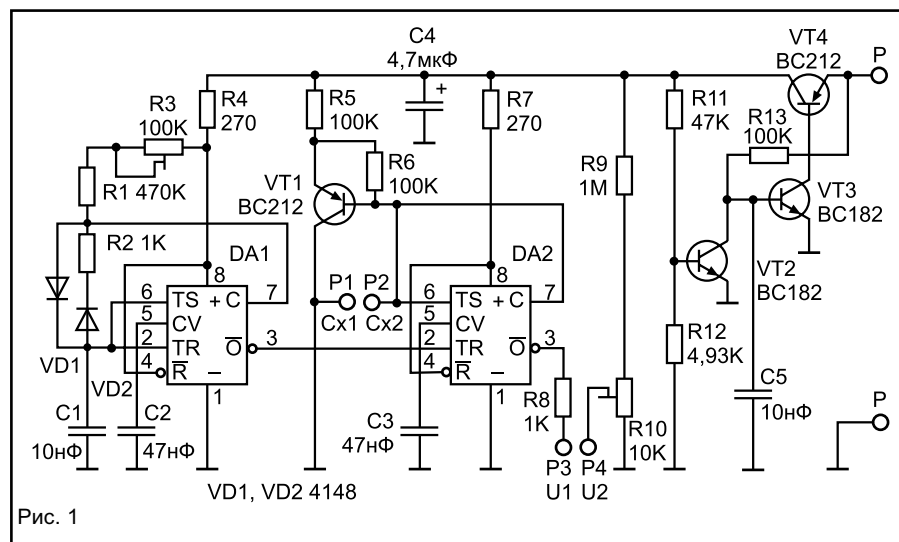 C4
4,7мкФ
VT4
BC212
P
R3
100K
R4
270
R5
100K
R7
270
R11
47K
R13
100K
R1 470K
R6
100K
R9
1M
VT1
BC212
VT3
BC182
R2 1K
DA1
DA2
VT2
BC182
8
6
TS
+
C
7
5
CV
2
TR
O
3
4
R
–
1
P1
P2
Cx1
Cx2
8
6
TS
+
C
7
5
CV
2
TR
O
3
4
R
–
1
VD1
VD2
R12
4,93K
C1
10нФ
C2
47нФ
C3
47нФ
R8
1K
R10
10K
C5
10нФ
P
P3
U1
P4
U2
VD1, VD2 4148
Рис. 1